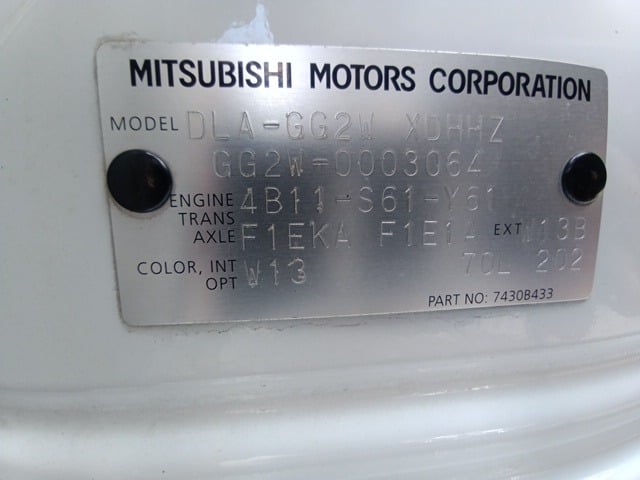 MITSUBISHI MOTORS CORPORATION
MODEL DLA-GG2W XDHHZ
GG2W-0003064
ENGINE 4B11-S61-Y61
TRANS AXLE F1EKA F1E1A EXT W13B
COLOR, INT OPT W13 70L 202
PART NO: 7430B433